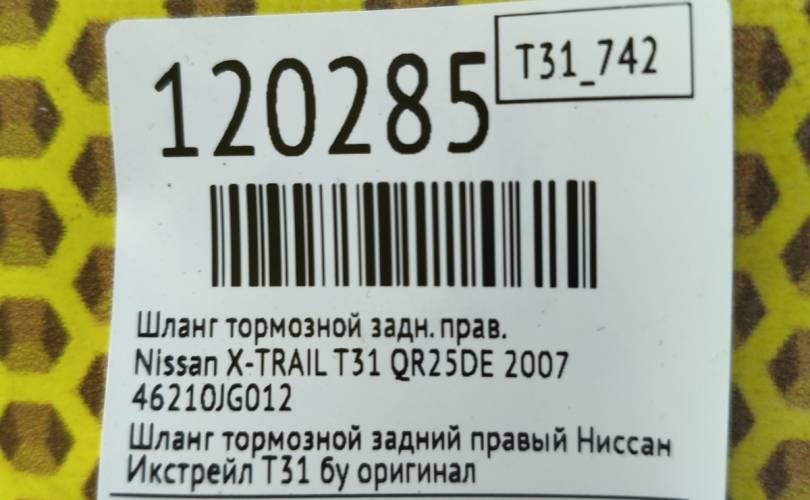 120285
T31_742
Шланг тормозной задн. прав.
Nissan X-TRAIL T31 QR25DE 2007
46210JG012
Шланг тормозной задний правый Ниссан
Икстрейл Т31 бу оригинал